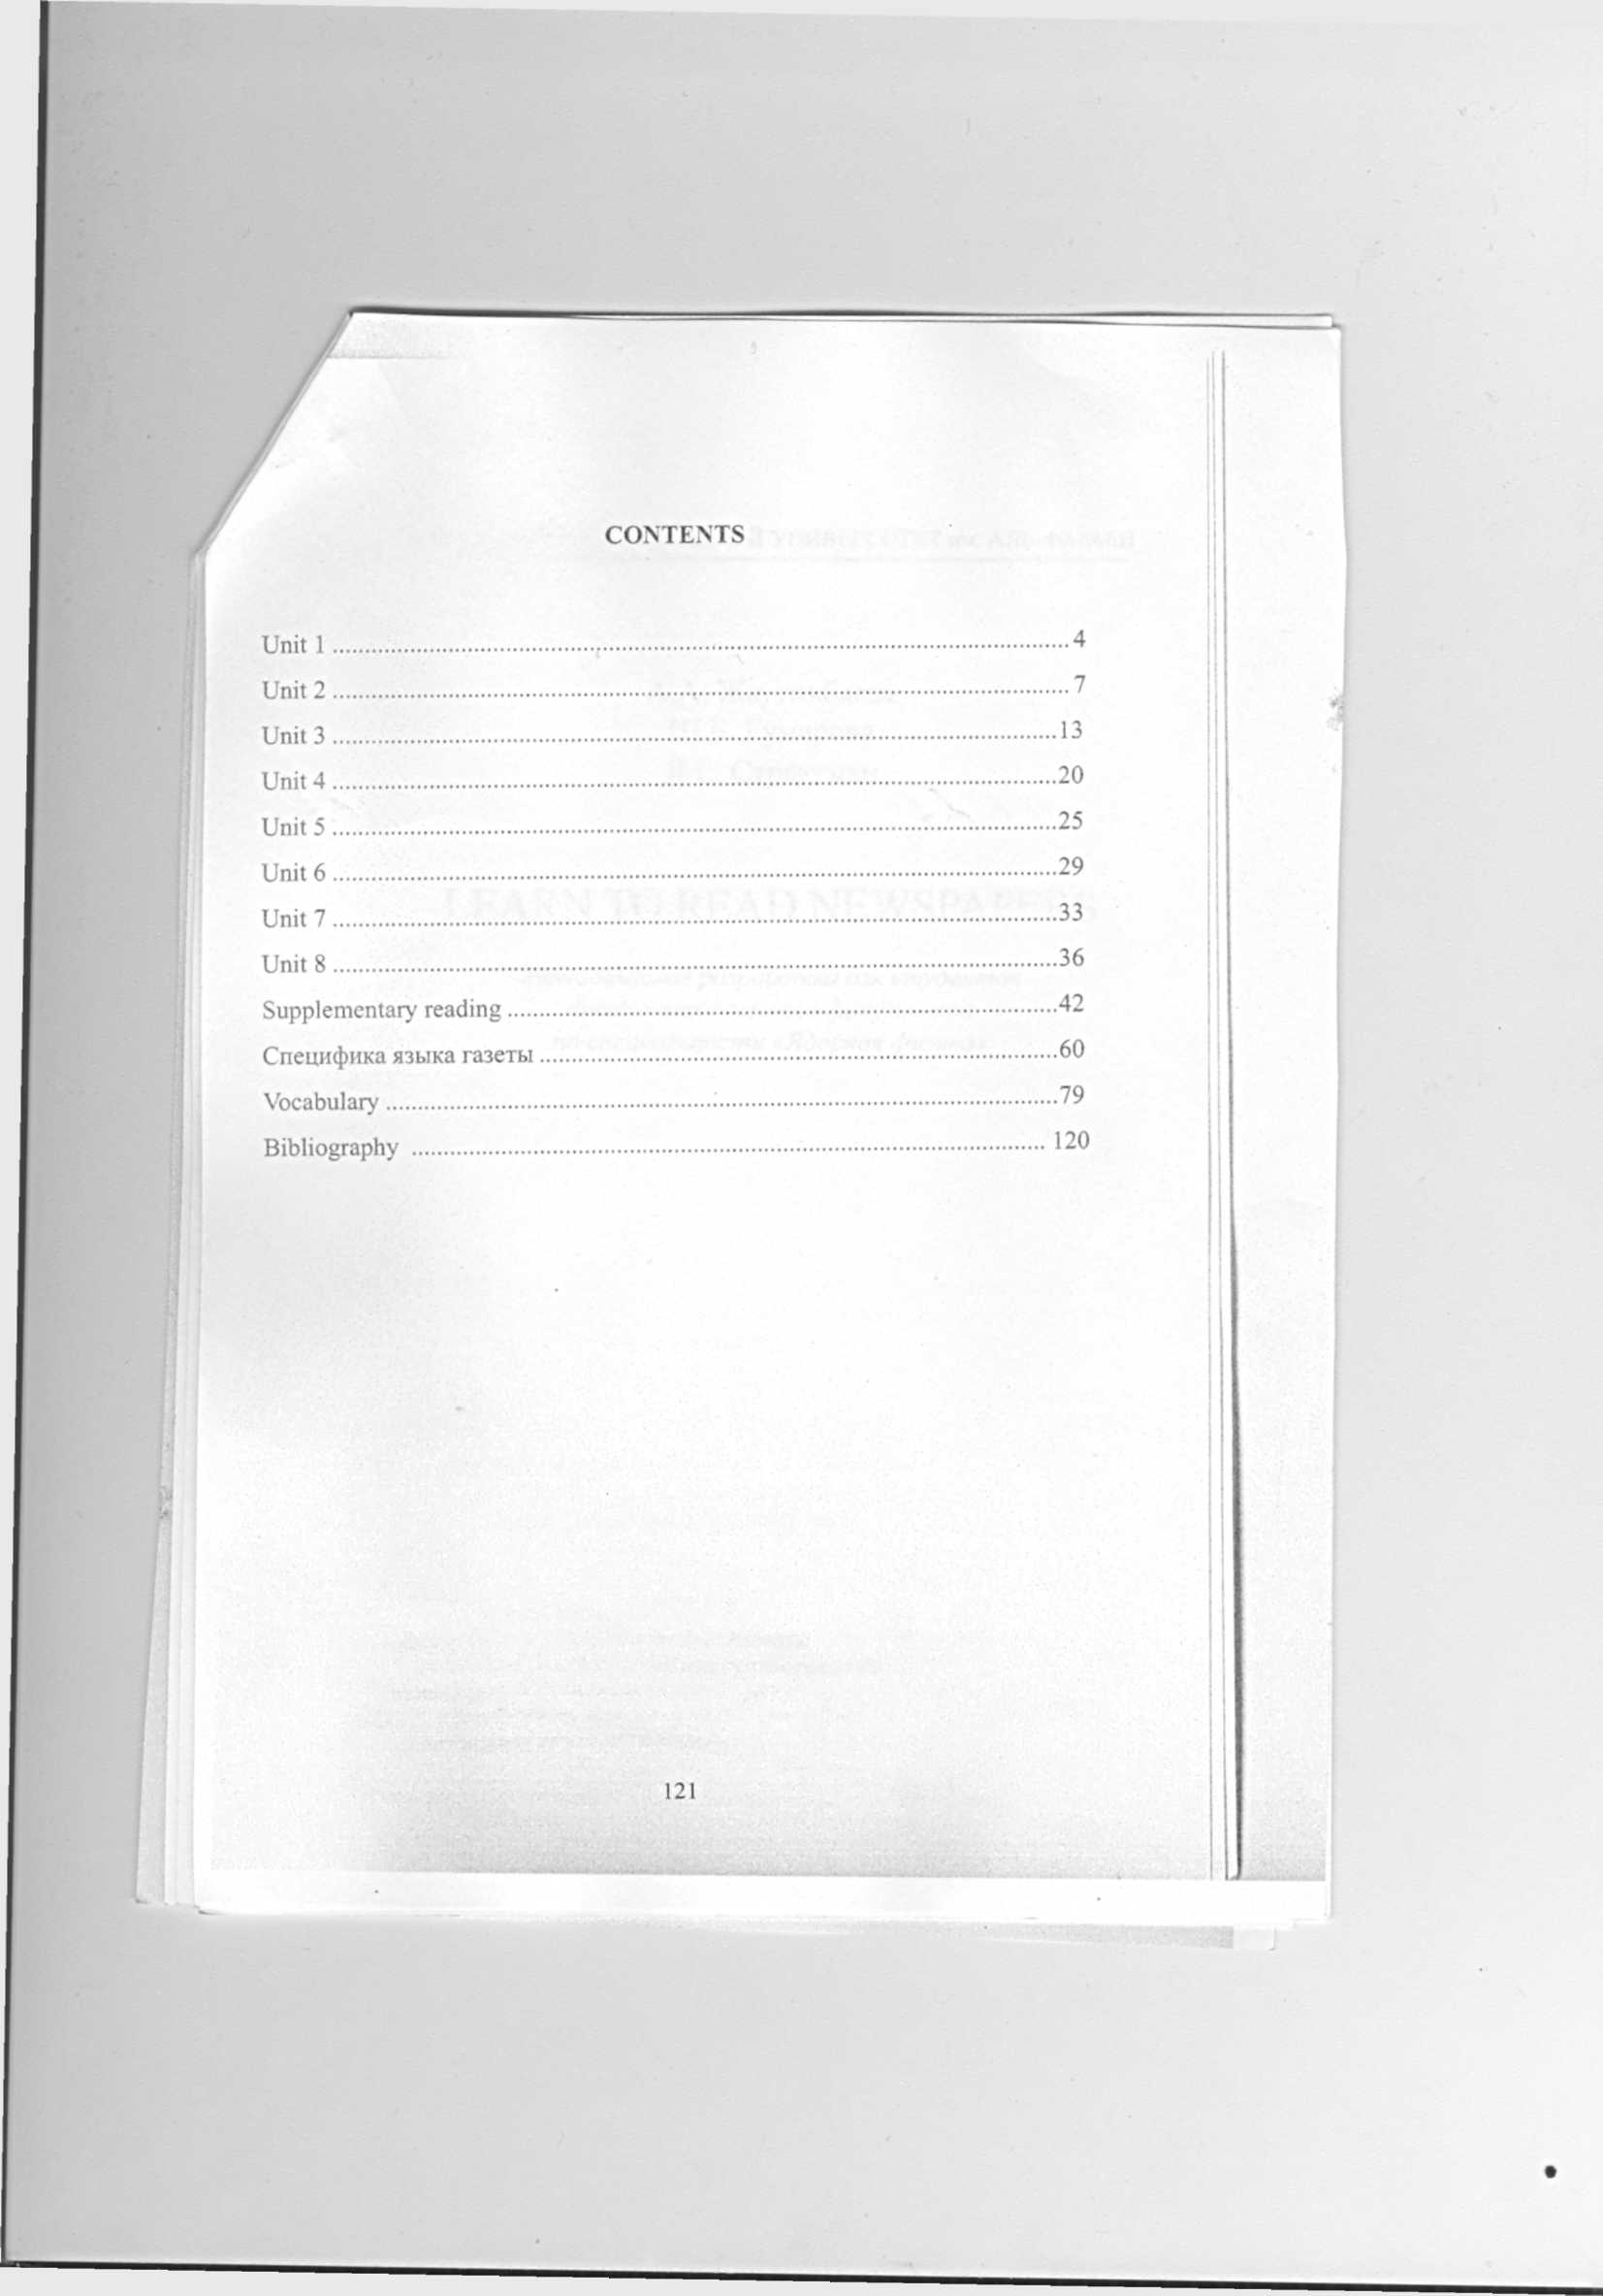 CONTENTS
Unit 1 ........ 4
Unit 2 ........ 7
Unit 3 ........ 13
Unit 4 ........ 20
Unit 5 ........ 25
Unit 6 ........ 29
Unit 7 ........ 33
Unit 8 ........ 36
Supplementary reading ........ 42
Специфика языка газеты ........ 60
Vocabulary ........ 79
Bibliography ........ 120
121